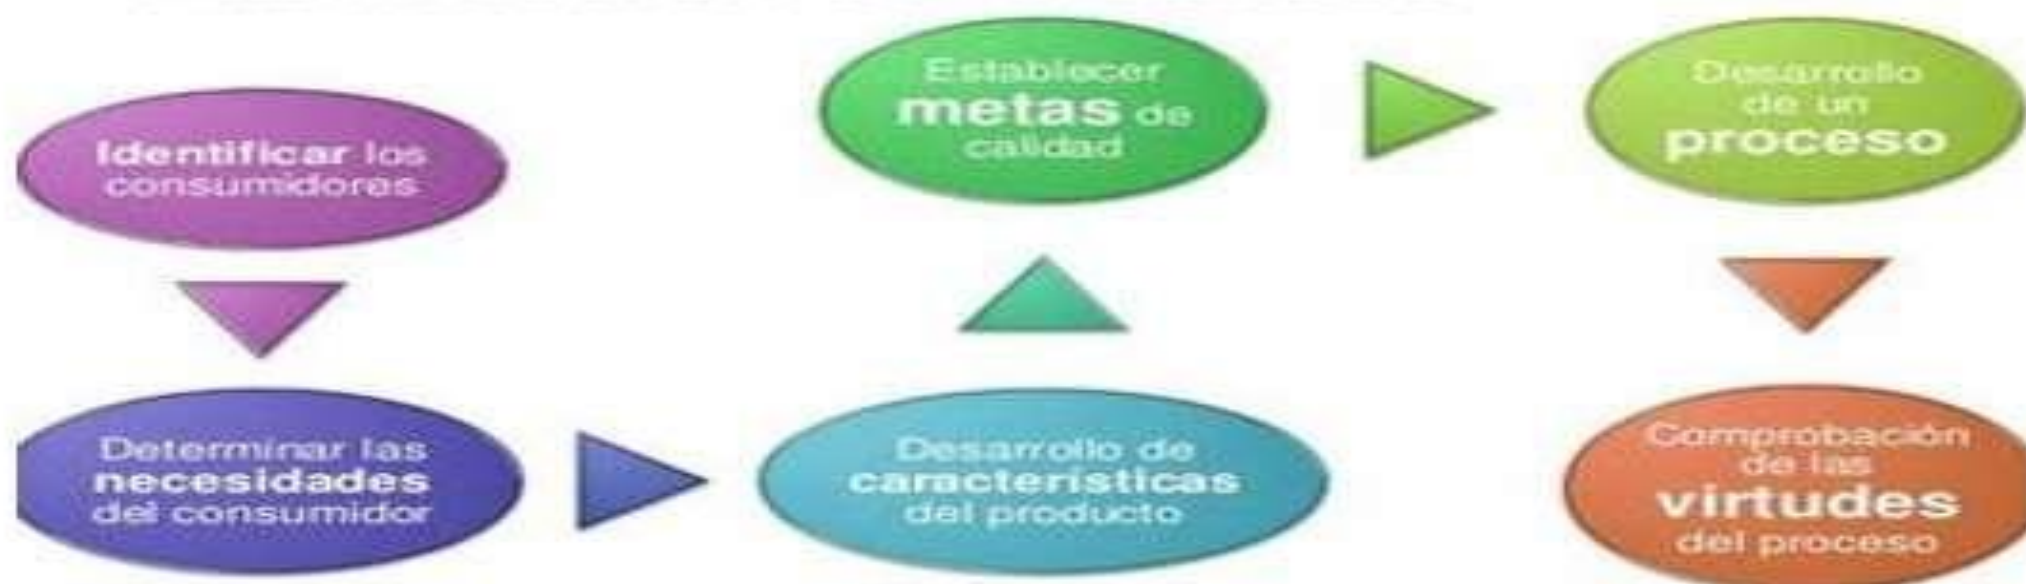 Identificar los
consumidores
Determinar las
necesidades
del consumidor
Desarrollo de
características
del producto
Establecer
metas de
calidad
Desarrollo
de un
proceso
Comprobación
de las
virtudes
del proceso